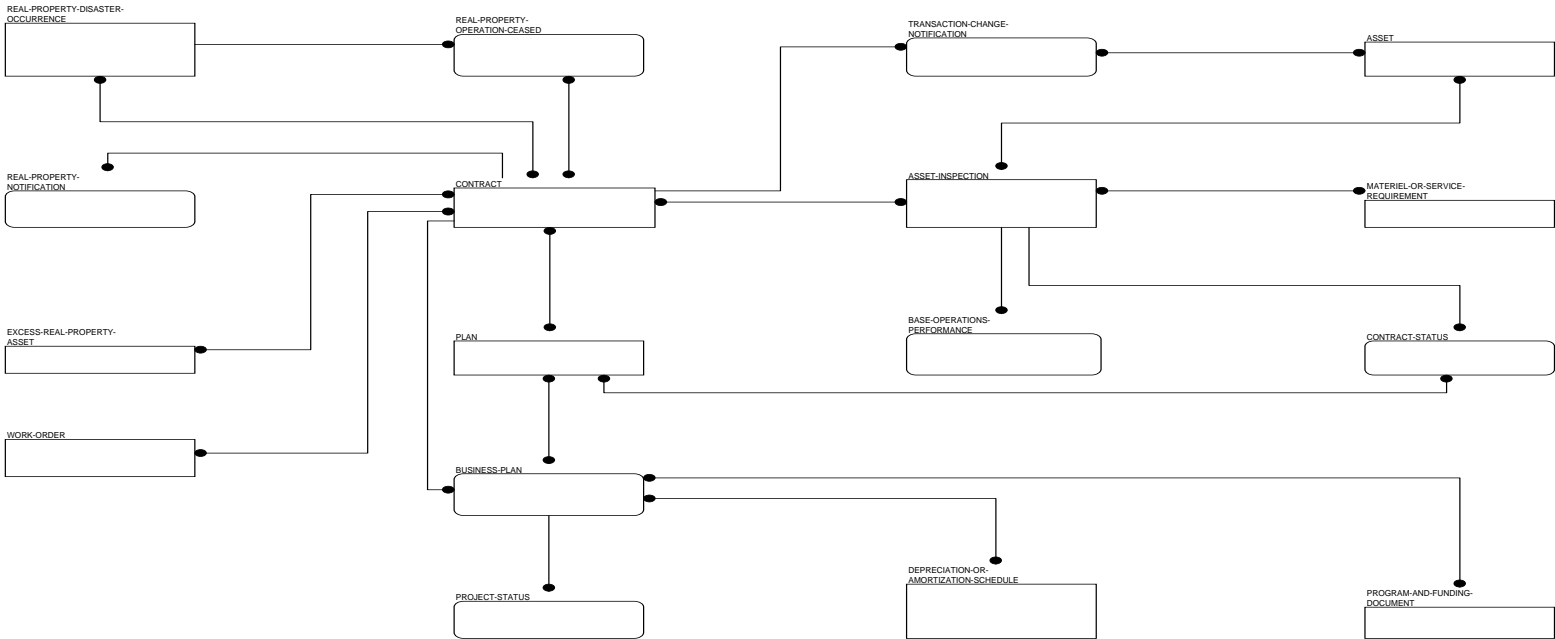 REAL-PROPERTY-DISASTER-
OCCURRENCE
REAL-PROPERTY-
OPERATION-CEASED
TRANSACTION-CHANGE-
NOTIFICATION
ASSET
REAL-PROPERTY-
NOTIFICATION
CONTRACT
ASSET-INSPECTION
MATERIEL-OR-SERVICE-
REQUIREMENT
EXCESS-REAL-PROPERTY-
ASSET
PLAN
BASE-OPERATIONS-
PERFORMANCE
CONTRACT-STATUS
WORK-ORDER
BUSINESS-PLAN
PROJECT-STATUS
DEPRECIATION-OR-
AMORTIZATION-SCHEDULE
PROGRAM-AND-FUNDING-
DOCUMENT